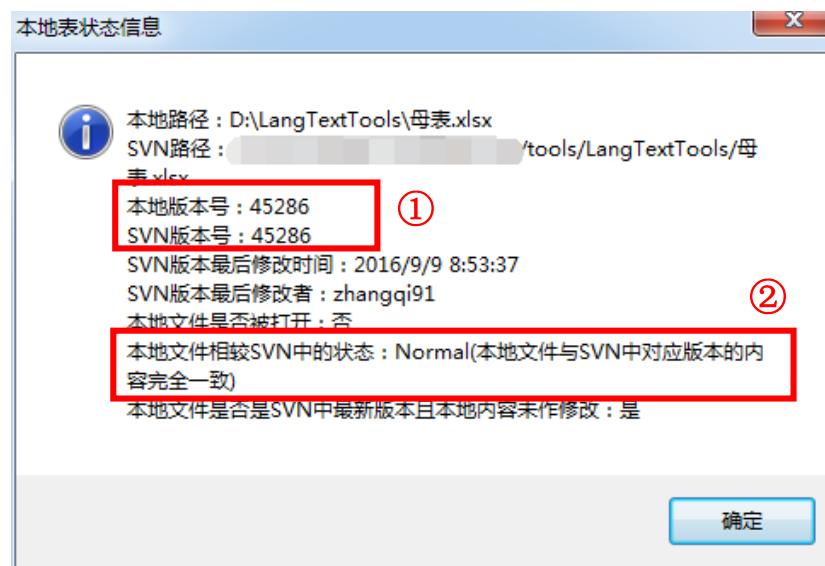 本地表状态信息
X
本地路径：D:\LangTextTools\母表.xlsx
SVN路径： /tools/LangTextTools/母
表.xlsx
本地版本号：45286
①
SVN版本号：45286
SVN版本最后修改时间：2016/9/9 8:53:37
SVN版本最后修改者：zhangqi91
②
本地文件是否被打开：否
本地文件相较SVN中的状态：Normal(本地文件与SVN中对应版本的内
容完全一致)
本地文件是否是SVN中最新版本且本地内容未作修改：是
确定